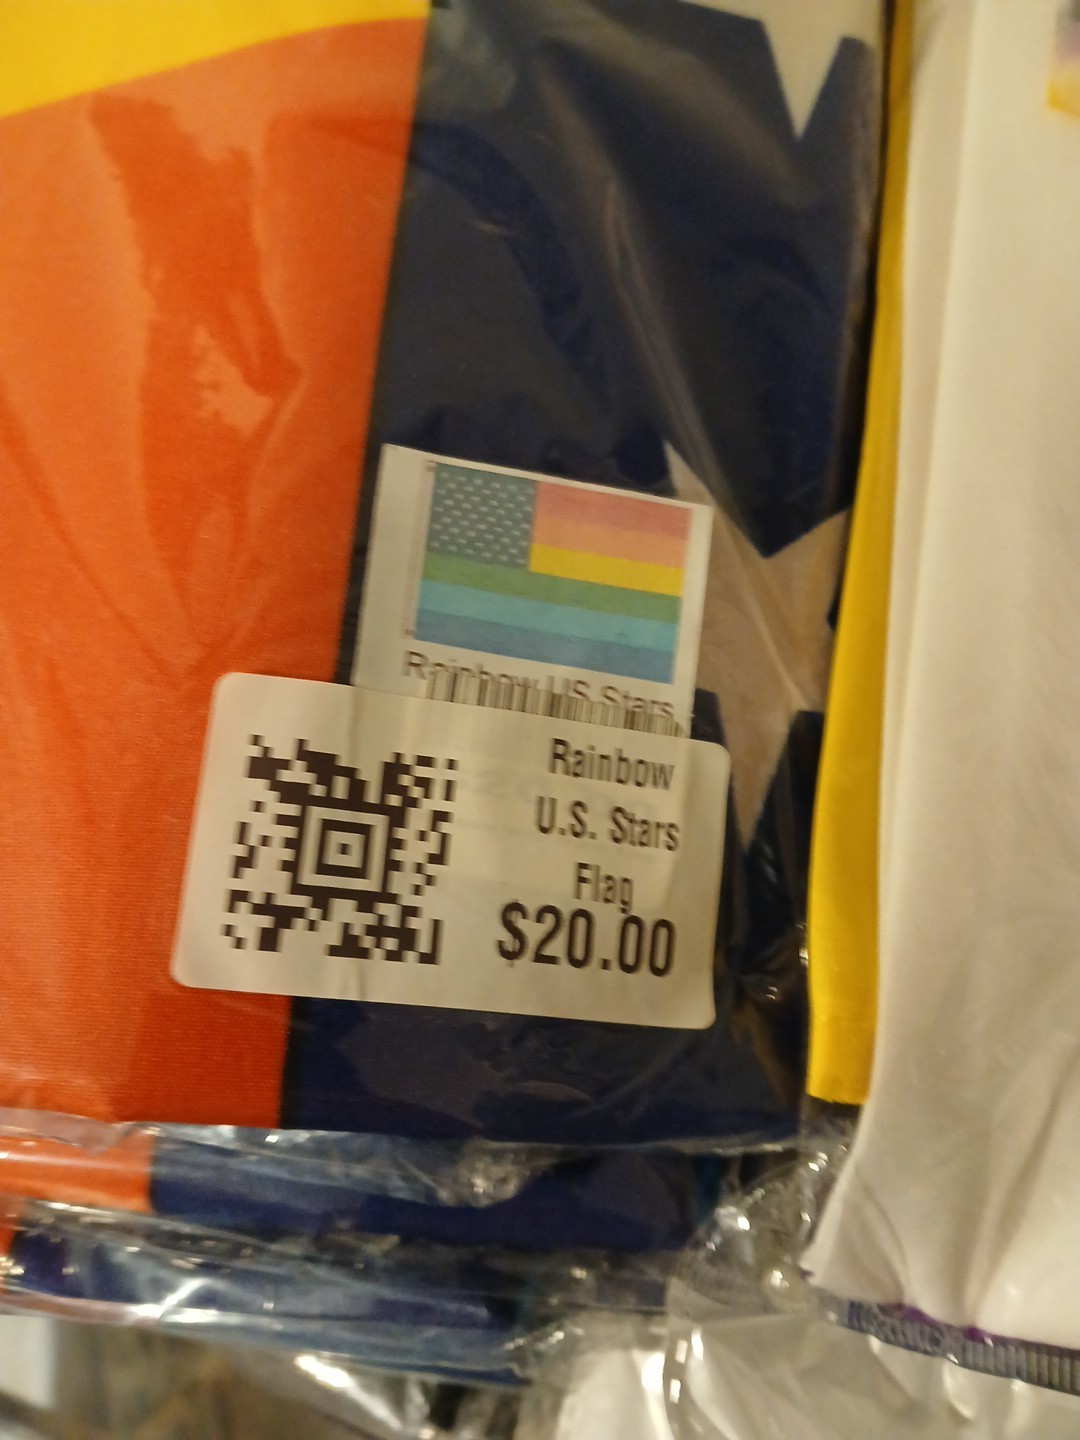 Rainbow US Stars
Rainbow
U.S. Stars
Flag
$20.00